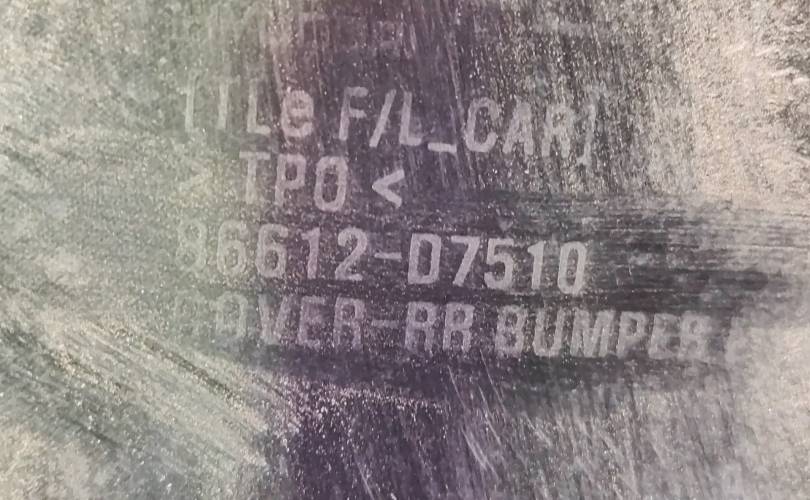 [TLe F/L_CAR]
> TPO <
86612-D7510
COVER-RR BUMPER